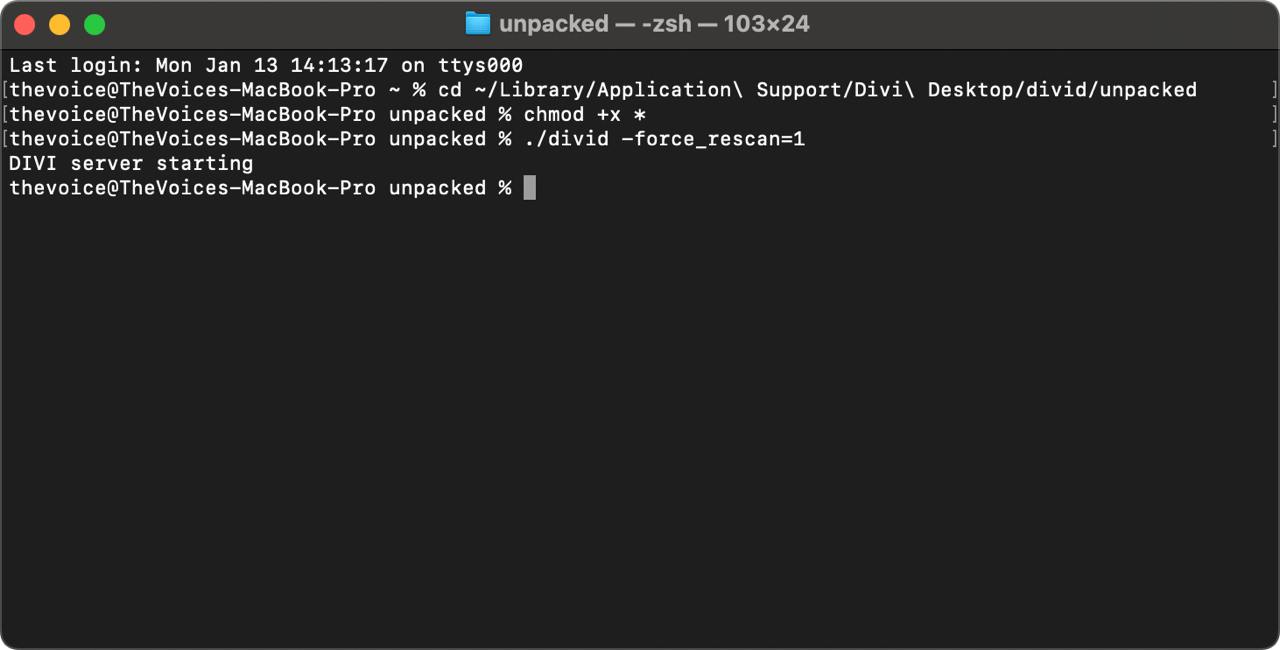 unpacked — -zsh — 103×24
Last login: Mon Jan 13 14:13:17 on ttys000
[thevoice@TheVoices-MacBook-Pro ~ % cd ~/Library/Application\ Support/Divi\ Desktop/divid/unpacked ]
[thevoice@TheVoices-MacBook-Pro unpacked % chmod +x * ]
[thevoice@TheVoices-MacBook-Pro unpacked % ./divid -force_rescan=1 ]
DIVI server starting
thevoice@TheVoices-MacBook-Pro unpacked %